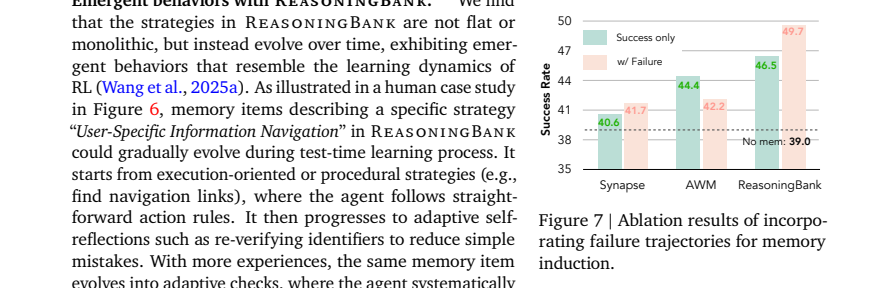 Emergent behaviors with REASONINGBANK. We find
that the strategies in REASONINGBANK are not flat or
monolithic, but instead evolve over time, exhibiting emer-
gent behaviors that resemble the learning dynamics of
RL (Wang et al., 2025a). As illustrated in a human case study
in Figure 6, memory items describing a specific strategy
“User-Specific Information Navigation” in REASONINGBANK
could gradually evolve during test-time learning process. It
starts from execution-oriented or procedural strategies (e.g.,
find navigation links), where the agent follows straight-
forward action rules. It then progresses to adaptive self-
reflections such as re-verifying identifiers to reduce simple
mistakes. With more experiences, the same memory item
evolves into adaptive checks, where the agent systematically
Success Rate
50
47
44
41
38
35
Success only
w/ Failure
40.6
41.7
44.4
42.2
46.5
49.7
No mem: 39.0
Synapse
AWM
ReasoningBank
Figure 7 | Ablation results of incorpo-
rating failure trajectories for memory
induction.